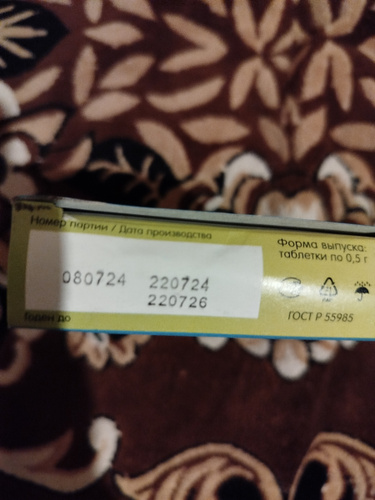 Номер партии / Дата производства
Форма выпуска:
таблетки по 0,5 г
080724 220724
220726
ГОСТ Р 55985
Годен до